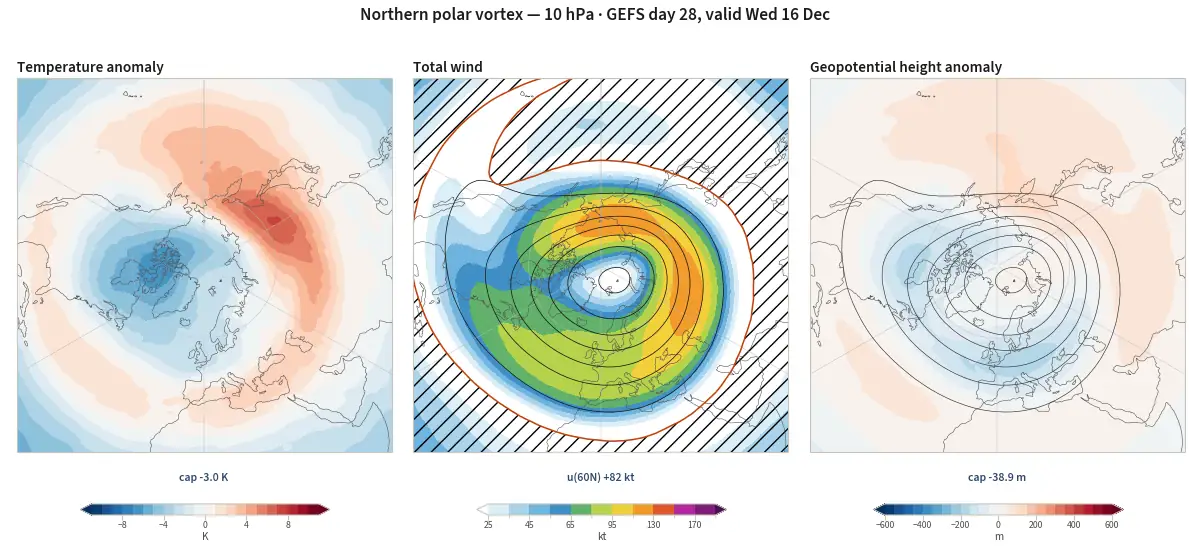 Northern polar vortex — 10 hPa · GEFS day 28, valid Wed 16 Dec
Temperature anomaly
Total wind
Geopotential height anomaly
cap -3.0 K
u(60N) +82 kt
cap -38.9 m
−8 −4 0 4 8
K
25 45 65 95 130 170
kt
−600 −400 −200 0 200 400 600
m